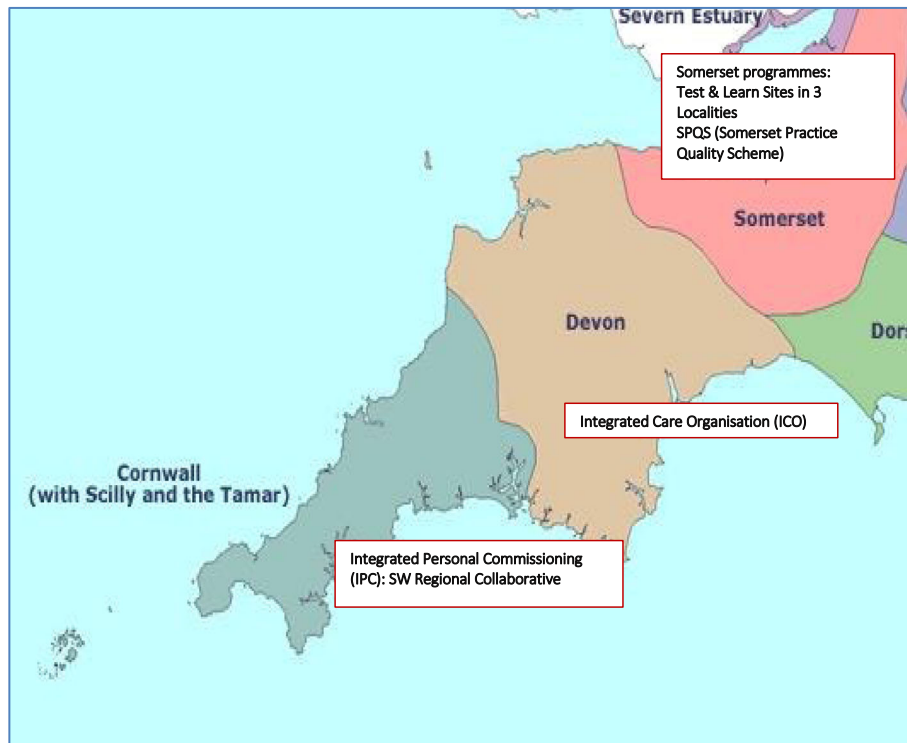 Severn Estuary
Somerset programmes:
Test & Learn Sites in 3
Localities
SPQS (Somerset Practice
Quality Scheme)
Somerset
Devon
Dors
Integrated Care Organisation (ICO)
Cornwall
(with Scilly and the Tamar)
Integrated Personal Commissioning
(IPC): SW Regional Collaborative